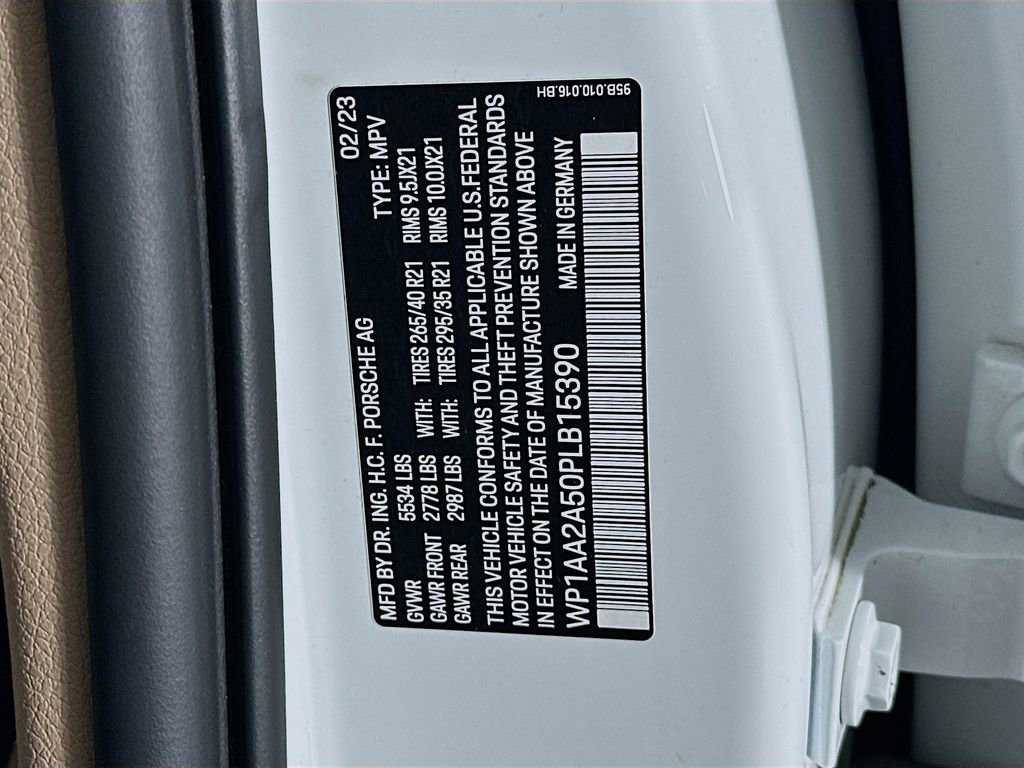 MFD BY DR. ING. H.C. F. PORSCHE AG 02/23
GVWR 5534 LBS TYPE: MPV
GAWR FRONT 2778 LBS WITH: TIRES 265/40 R21 RIMS 9.5JX21
GAWR REAR 2987 LBS WITH: TIRES 295/35 R21 RIMS 10.0JX21
THIS VEHICLE CONFORMS TO ALL APPLICABLE U.S.FEDERAL
MOTOR VEHICLE SAFETY AND THEFT PREVENTION STANDARDS
IN EFFECT ON THE DATE OF MANUFACTURE SHOWN ABOVE
WP1AA2A50PLB15390 MADE IN GERMANY
95B.010.016.BH